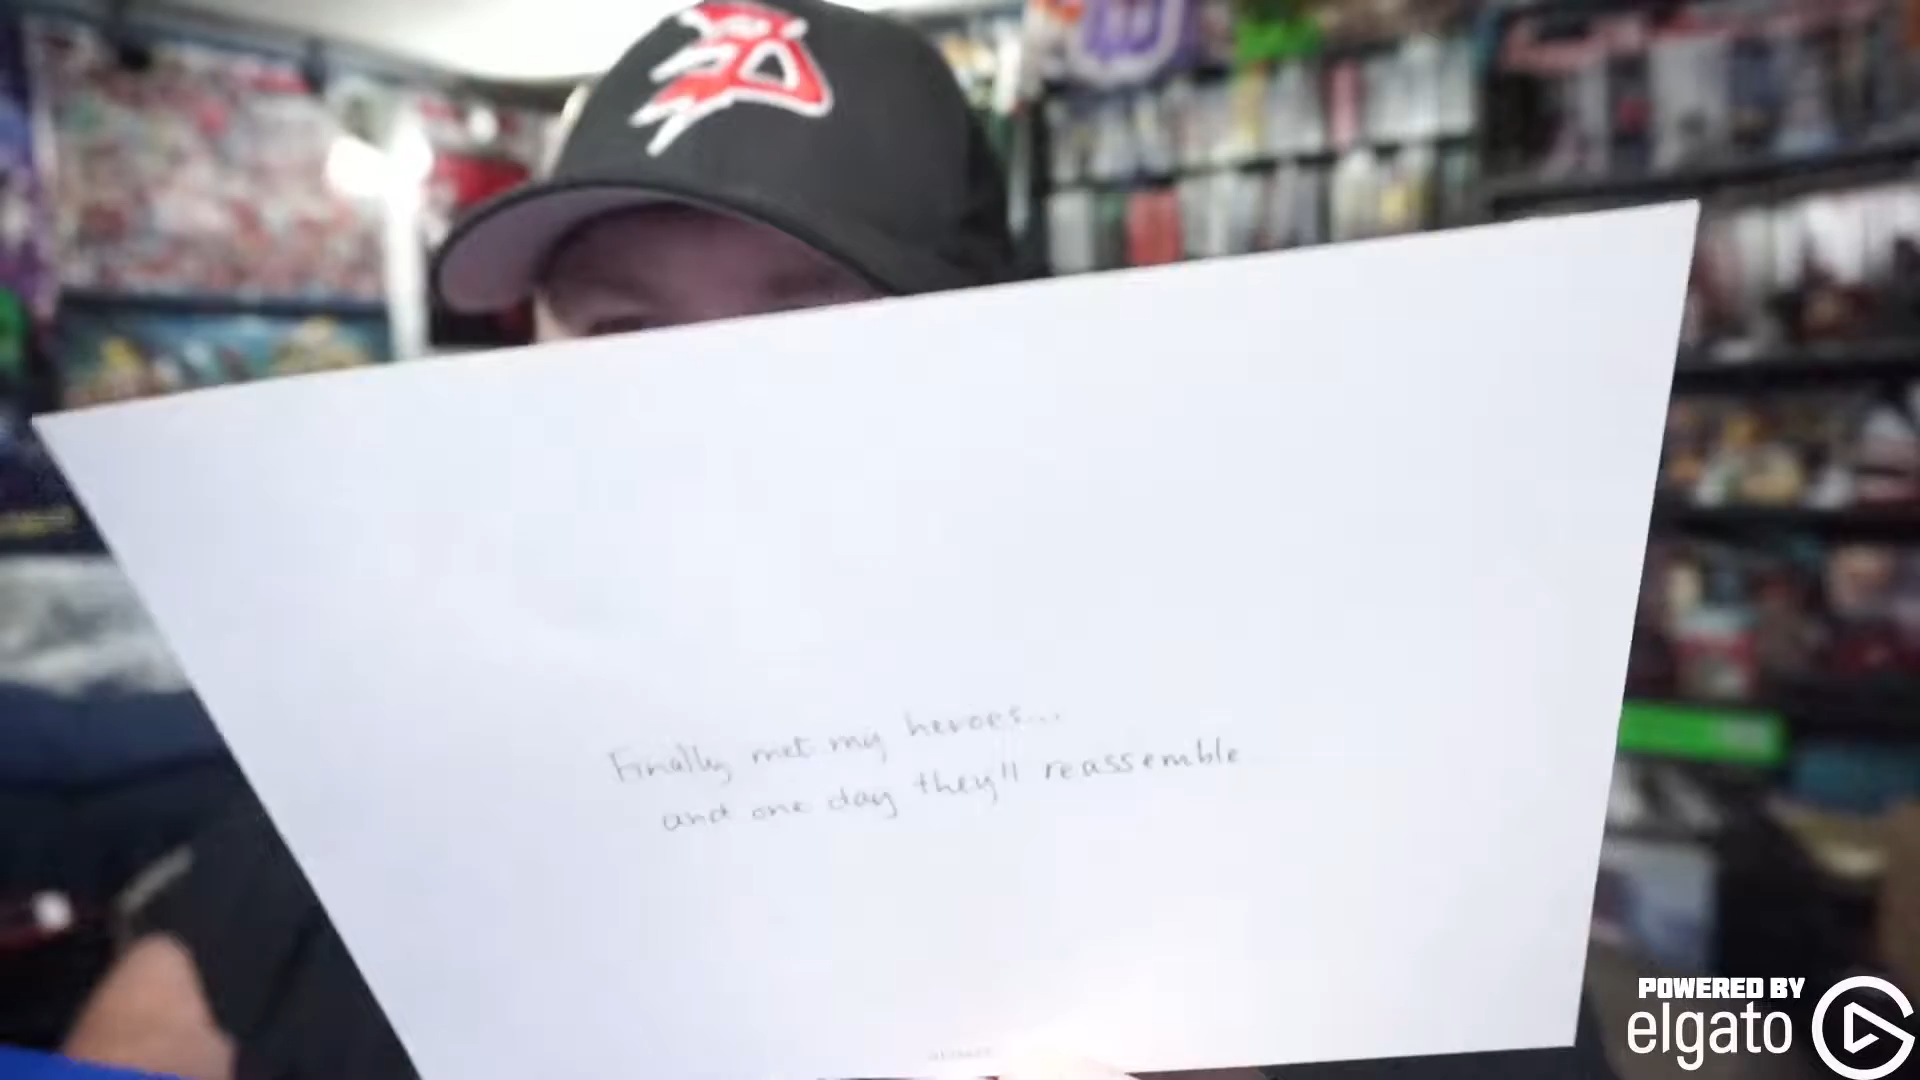 Finally met my heroes...
and one day they'll reassemble
POWERED BY
elgato